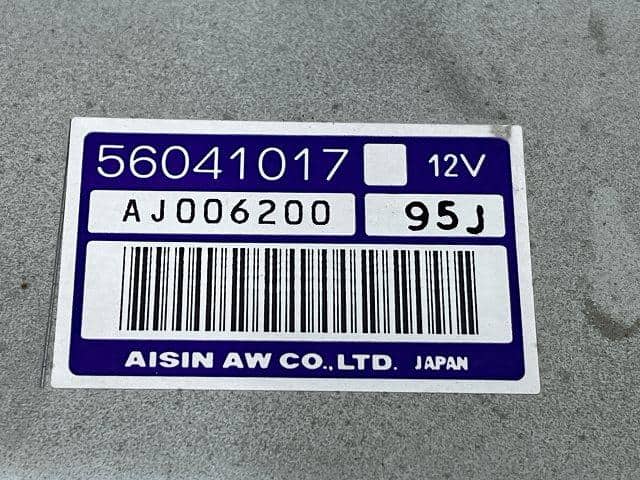 56041017 12V
AJ006200 95J
AISIN AW CO.,LTD. JAPAN